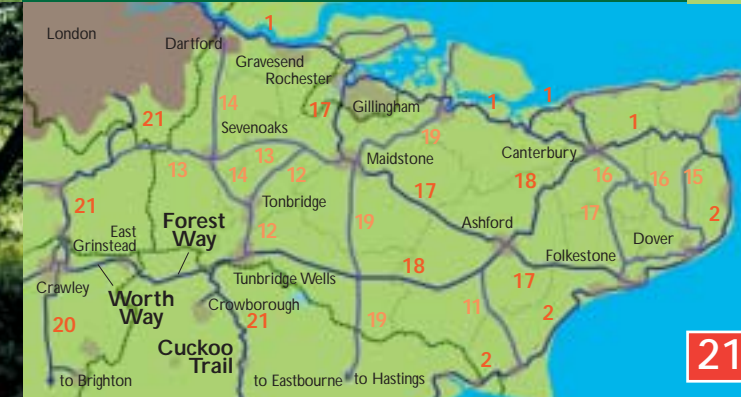 1
London
Dartford
Gravesend
Rochester
14
17
Gillingham
1
1
1
21
Sevenoaks
19
13
13
14
12
Maidstone
Canterbury
16
16
15
17
18
17
21
Tonbridge
19
2
East
Grinstead
Forest
Way
12
Ashford
Dover
Folkestone
18
17
Crawley
Worth
Way
Tunbridge Wells
Crowborough
21
20
19
11
2
Cuckoo
Trail
2
21
to Brighton
to Eastbourne
to Hastings